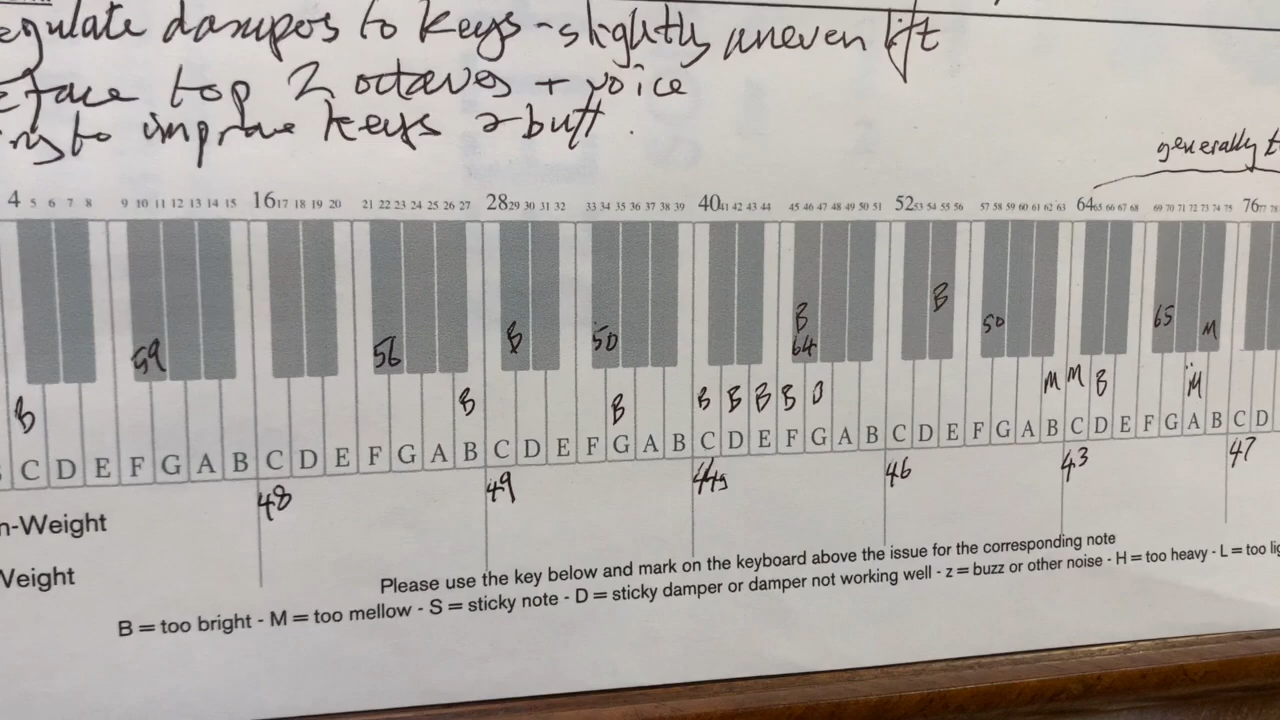 egulate dampos to keys - slightly uneven lift
eface top 2 octaves + voice
to improve keys & butt.
generally t
4 5 6 7 8 9 10 11 12 13 14 15 16 17 18 19 20 21 22 23 24 25 26 27 28 29 30 31 32 33 34 35 36 37 38 39 40 41 42 43 44 45 46 47 48 49 50 51 52 53 54 55 56 57 58 59 60 61 62 63 64 65 66 67 68 69 70 71 72 73 74 75 76 77 78
59 56 B 50 B 64 B 50 65 M
B B B B B B B M M B M
C D E F G A B C D E F G A B C D E F G A B C D E F G A B C D E F G A B C D E F G A B C D
48 49 46 43 47
n-Weight
Weight
Please use the key below and mark on the keyboard above the issue for the corresponding note
B = too bright - M = too mellow - S = sticky note - D = sticky damper or damper not working well - z = buzz or other noise - H = too heavy - L = too lig